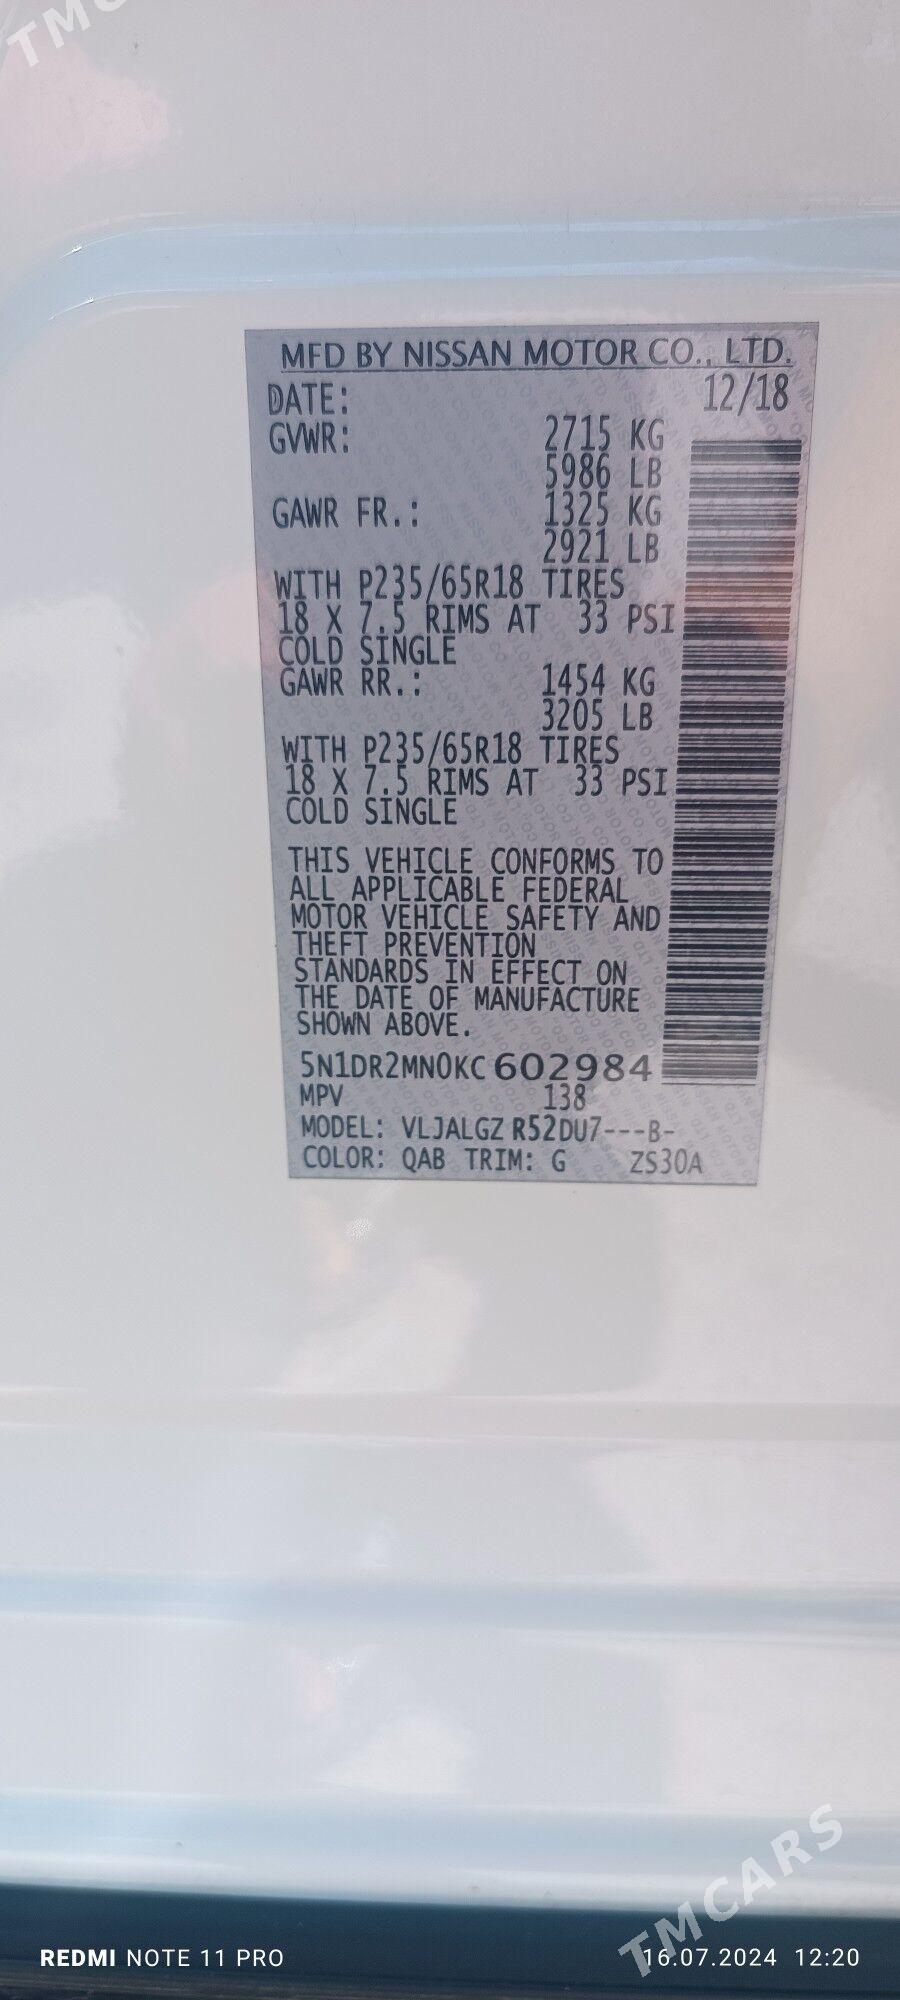 TMC
MFD BY NISSAN MOTOR CO., LTD.
DATE: 12/18
GVWR: 2715 KG
5986 LB
GAWR FR.: 1325 KG
2921 LB
WITH P235/65R18 TIRES
18 X 7.5 RIMS AT 33 PSI
COLD SINGLE
GAWR RR.: 1454 KG
3205 LB
WITH P235/65R18 TIRES
18 X 7.5 RIMS AT 33 PSI
COLD SINGLE
THIS VEHICLE CONFORMS TO
ALL APPLICABLE FEDERAL
MOTOR VEHICLE SAFETY AND
THEFT PREVENTION
STANDARDS IN EFFECT ON
THE DATE OF MANUFACTURE
SHOWN ABOVE.
5N1DR2MN0KC602984
MPV 138
MODEL: VLJALGZ R52DU7---B-
COLOR: QAB TRIM: G ZS30A
TMCARS
REDMI NOTE 11 PRO
16.07.2024 12:20